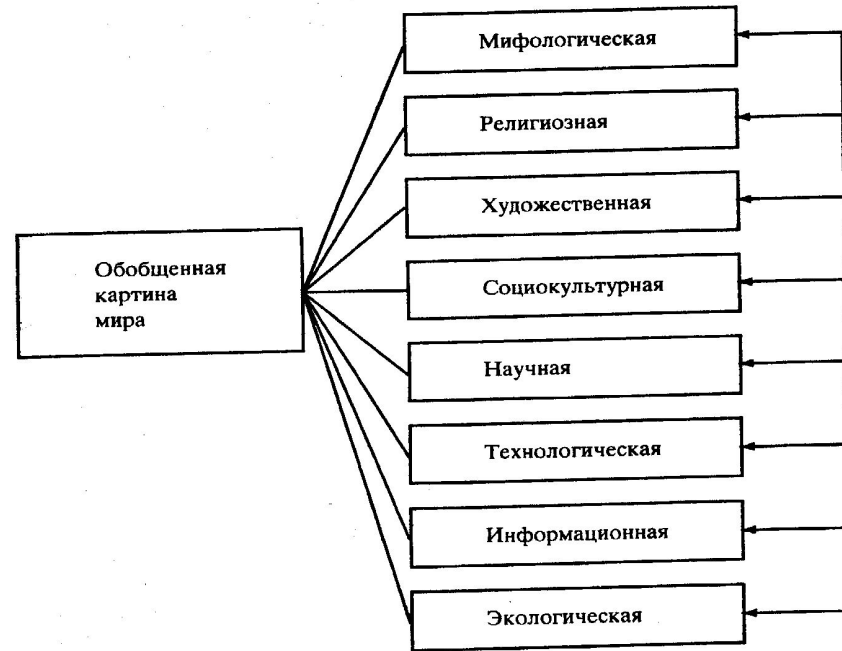 Мифологическая
Религиозная
Художественная
Обобщенная
картина
мира
Социокультурная
Научная
Технологическая
Информационная
Экологическая